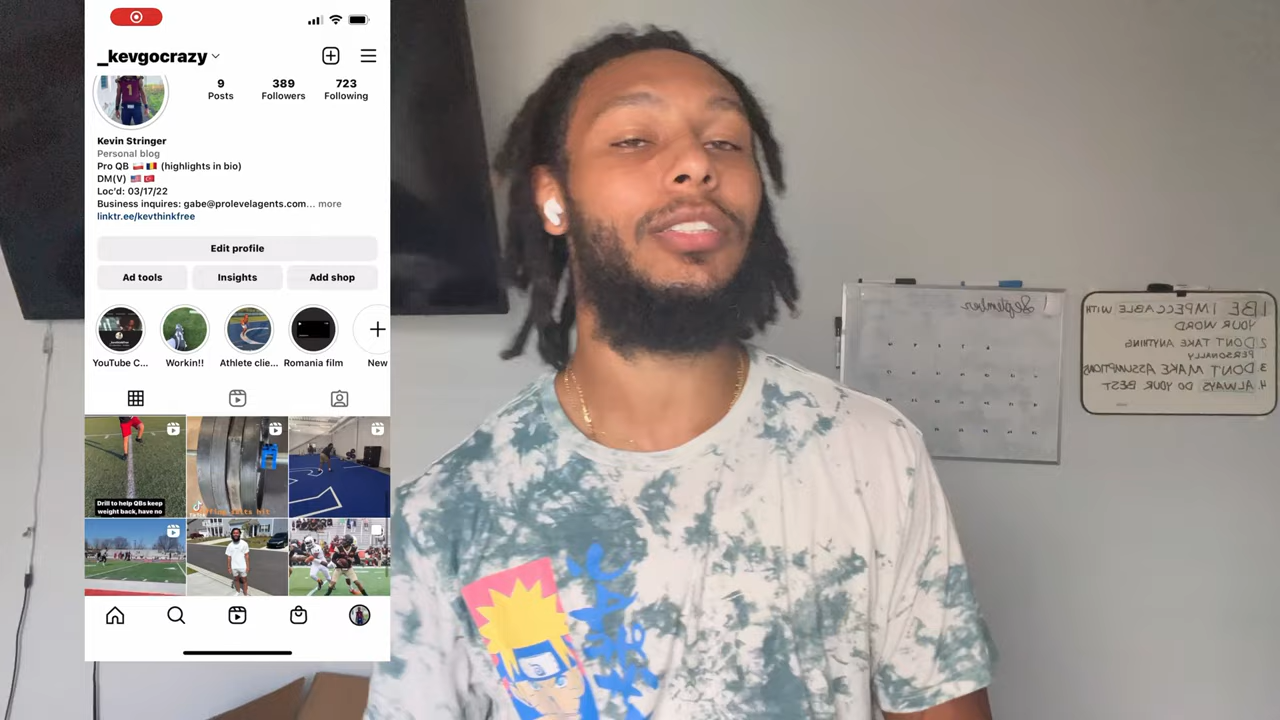 _kevgocrazy
9 389 723
Posts Followers Following
Kevin Stringer
Personal blog
Pro QB 🇵🇱 🇷🇴 (highlights in bio)
DM(V) 🇺🇸 🇹🇷
Loc'd: 03/17/22
Business inquires: gabe@prolevelagents.com... more
linktr.ee/kevthinkfree
Edit profile
Ad tools Insights Add shop
YouTube C... Workin!! Athlete clie... Romania film New
Drill to help QBs keep
weight back, have no
September
1 BE IMPECCABLE WITH
YOUR WORD
2. DON'T TAKE ANYTHING
PERSONALLY
3. DON'T MAKE ASSUMPTIONS
4. ALWAYS DO YOUR BEST